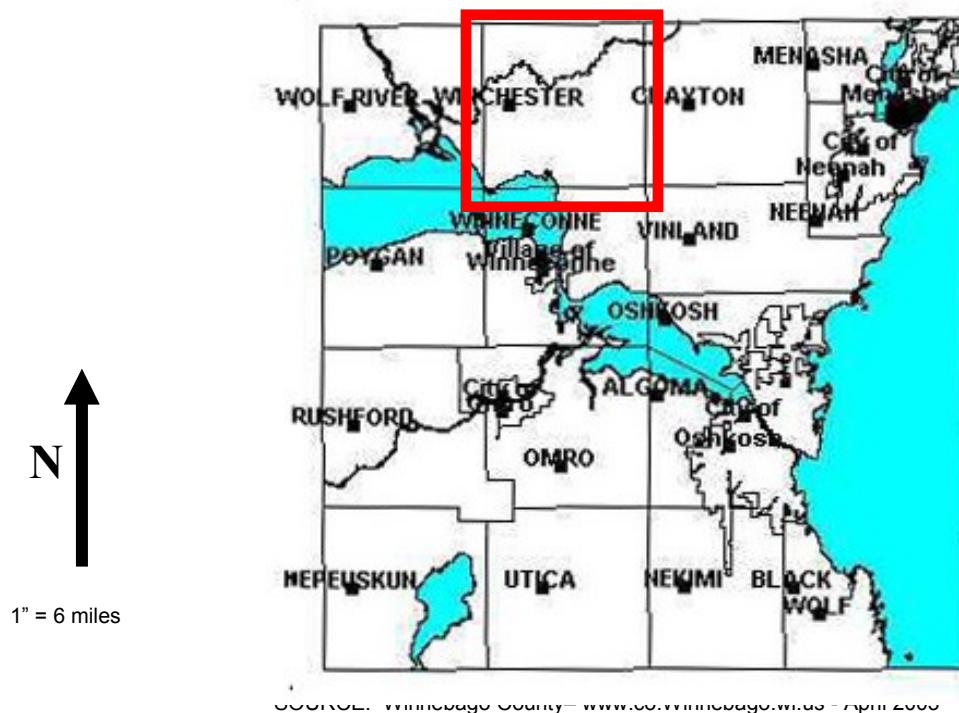 MENASHA
City of
Menasha
WOLF RIVER
WINCHESTER
CLAYTON
City of
Neenah
WINNECONNE
NEENAH
VINLAND
Village of
Winneconne
POYGAN
OSHKOSH
City of
Omro
ALGOMA
RUSHFORD
City of
Oshkosh
N
OMRO
NEPEUSKUN
UTICA
NEKIMI
BLACK
WOLF
1” = 6 miles
SOURCE: Winnebago County– www.co.Winnebago.wi.us - April 2005